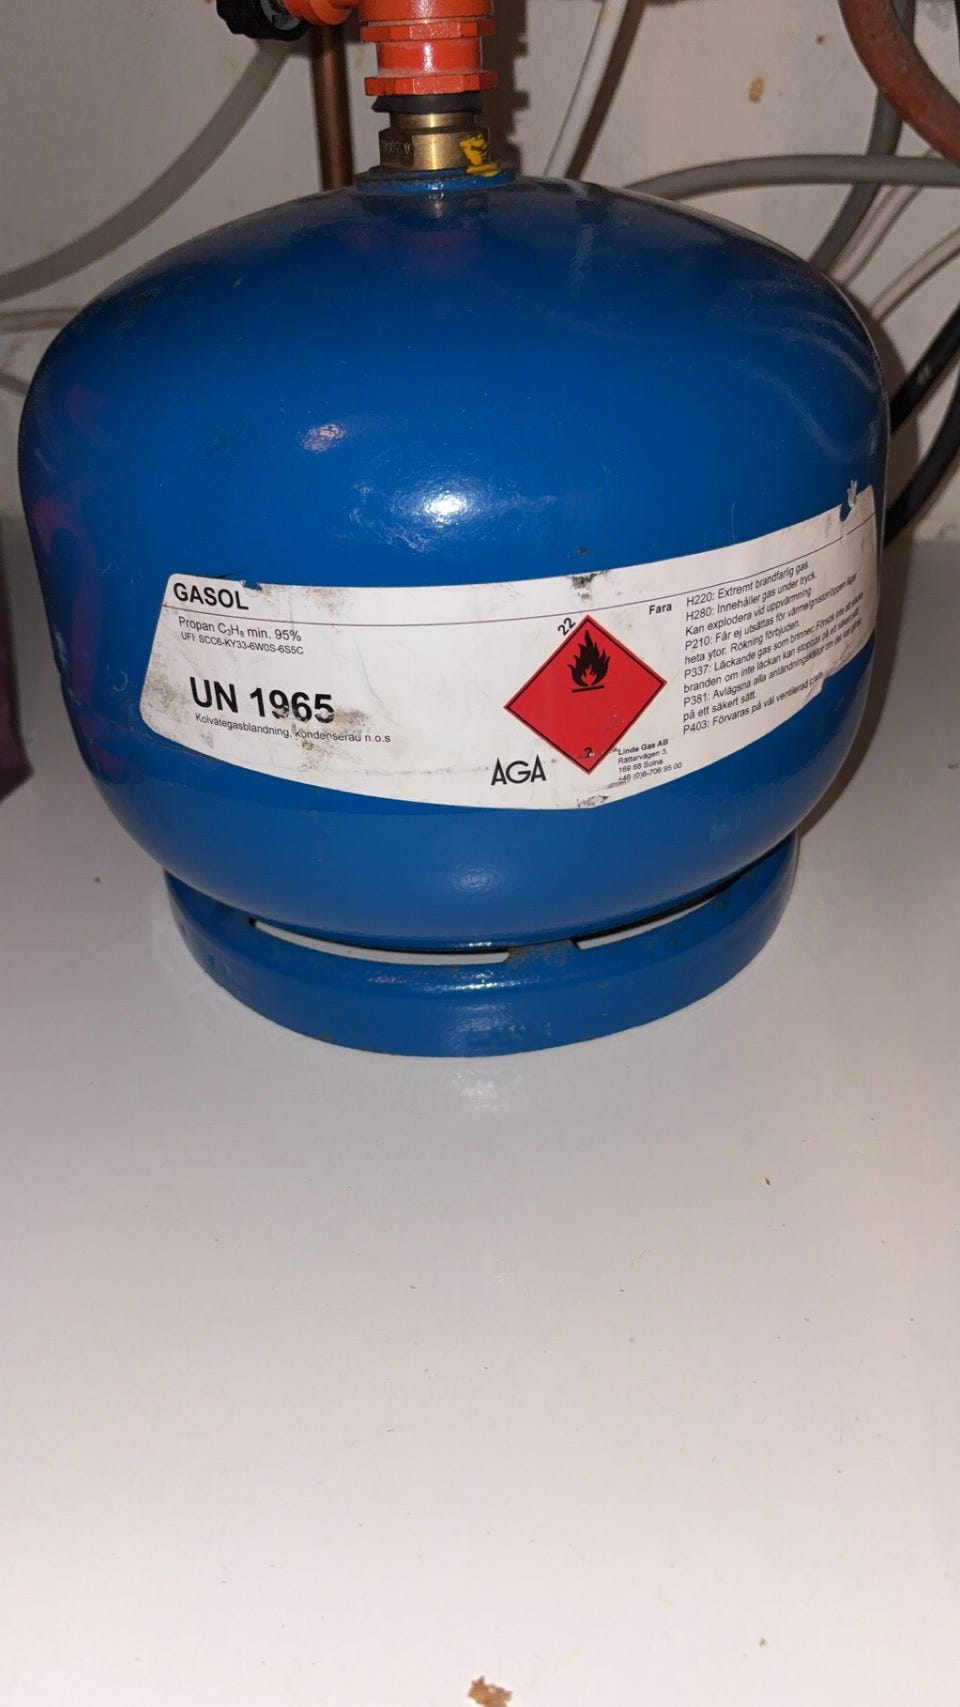 GASOL
Propan C₃H₈ min. 95%
UFI: SCC6-KY33-6W0S-6S5C
UN 1965
Kolvätegasblandning, kondenserad n.o.s
22
2
AGA
Linde Gas AB
Rättarvägen 3,
169 68 Solna
+46 (0)8-706 95 00
Fara
H220: Extremt brandfarlig gas.
H280: Innehåller gas under tryck.
Kan explodera vid uppvärmning
P210: Får ej utsättas för värme/gnistor/öppen låga/
heta ytor. Rökning förbjuden.
P337: Läckande gas som brinner: Försök inte att släcka
branden om inte läckan kan stoppas på ett säkert sätt.
P381: Avlägsna alla antändningskällor om det kan göras
på ett säkert sätt.
P403: Förvaras på väl ventilerad plats.